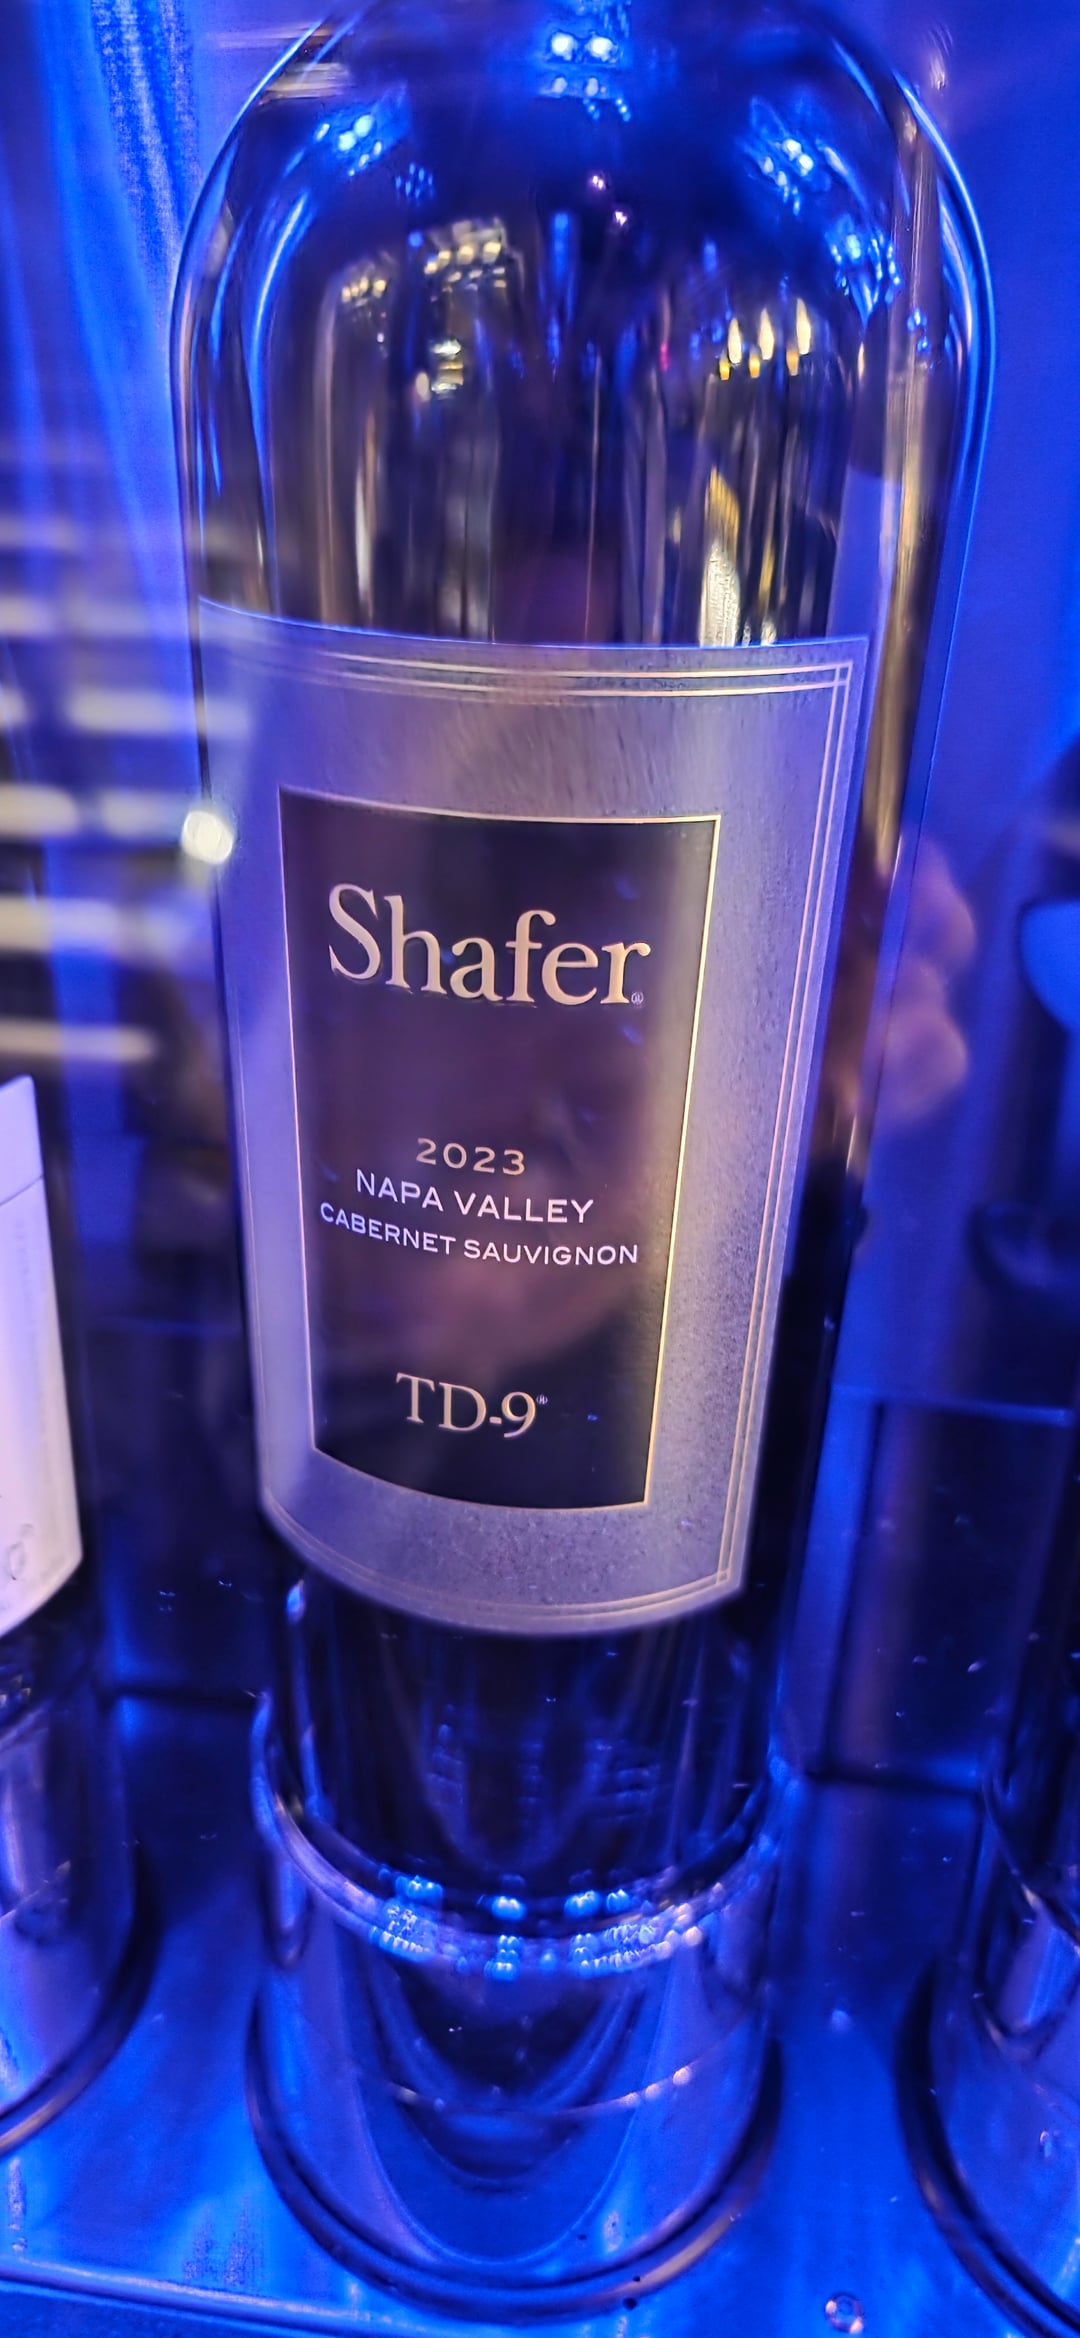 Shafer®
2023
NAPA VALLEY
CABERNET SAUVIGNON
TD-9®